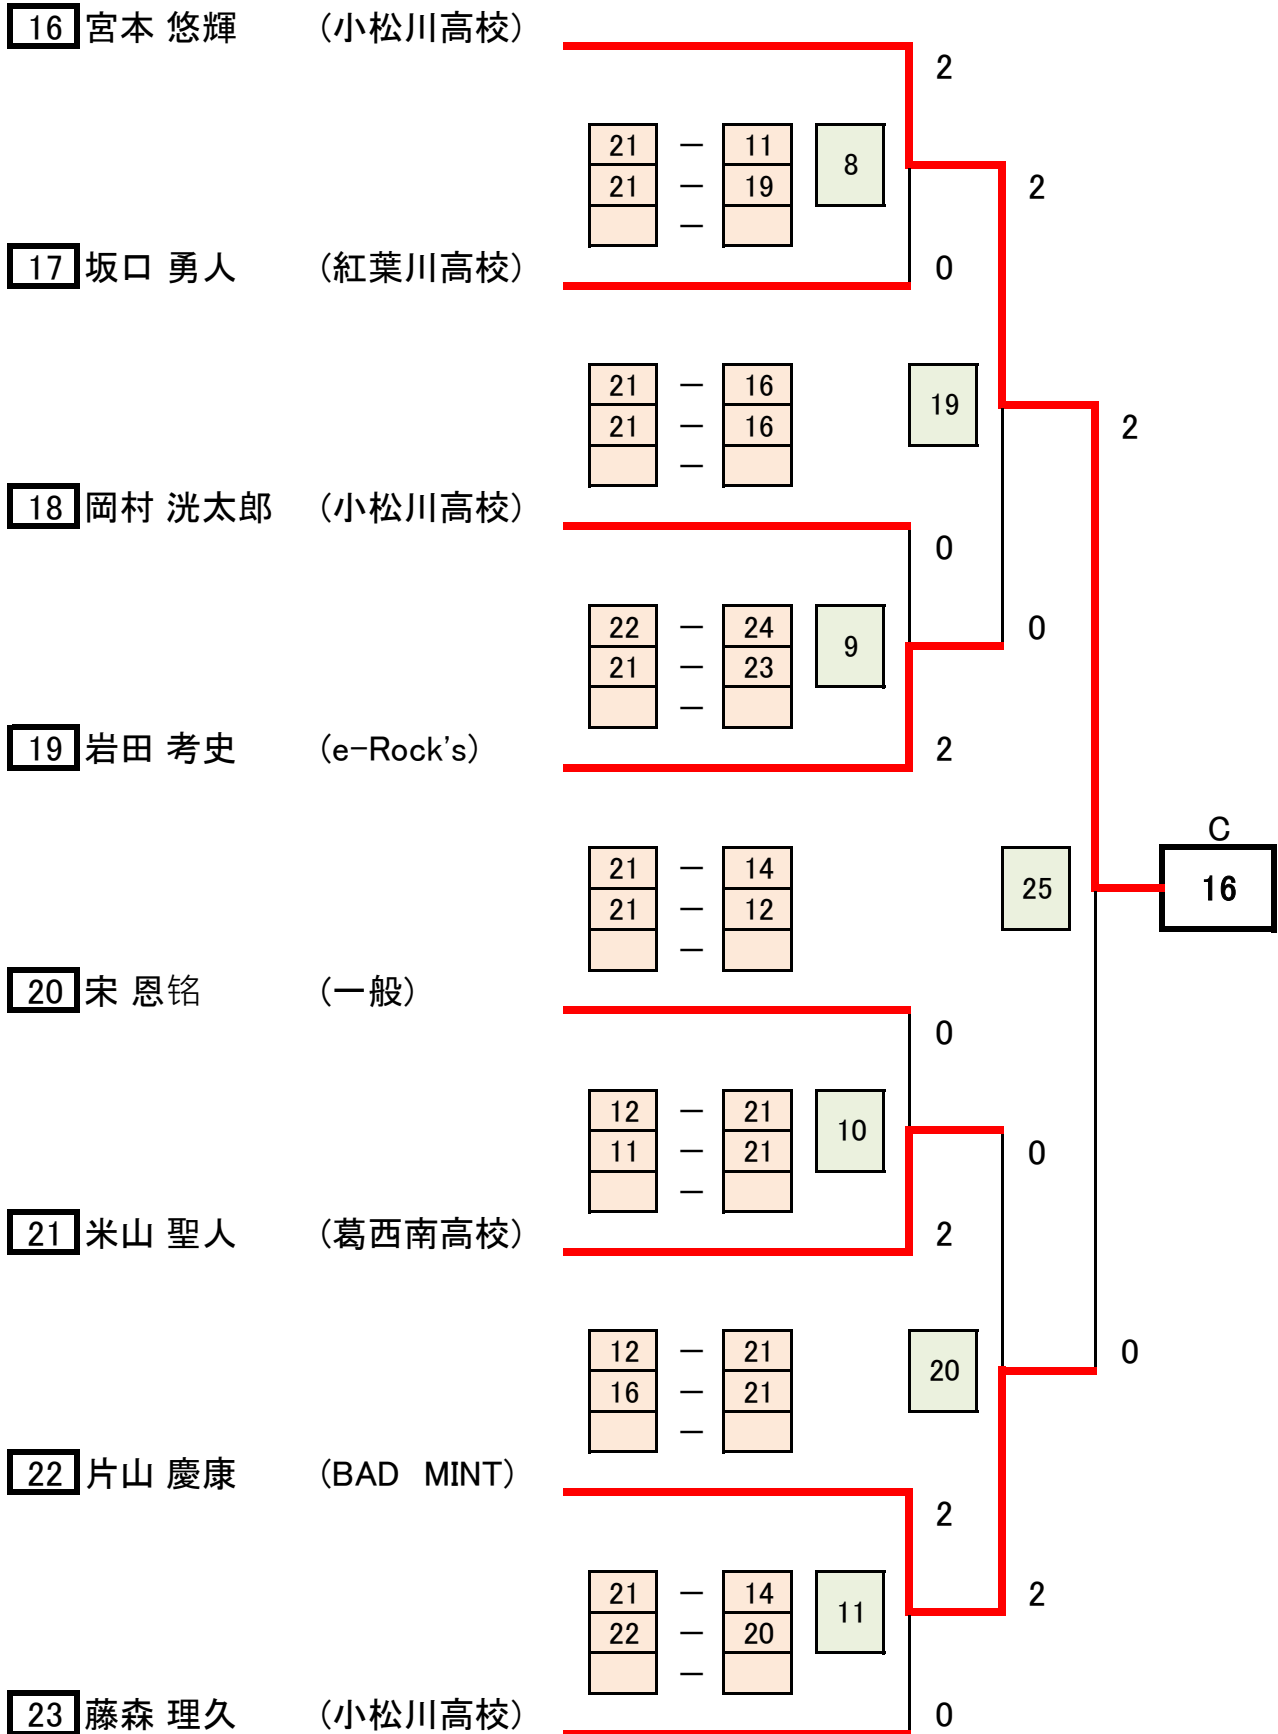 16 宮本 悠輝 (小松川高校)
2
21 — 11 8
2
21 — 19
—
17 坂口 勇人 (紅葉川高校) 0
21 — 16 19
21 — 16 2
—
18 岡村 洸太郎 (小松川高校)
0
22 — 24 9 0
21 — 23
—
19 岩田 考史 (e-Rock's) 2
C
21 — 14 25 16
21 — 12
—
20 宋 恩铭 (一般)
0
12 — 21 10
11 — 21 0
—
21 米山 聖人 (葛西南高校) 2
12 — 21 20 0
16 — 21
—
22 片山 慶康 (BAD MINT)
2
21 — 14 11 2
22 — 20
—
23 藤森 理久 (小松川高校) 0